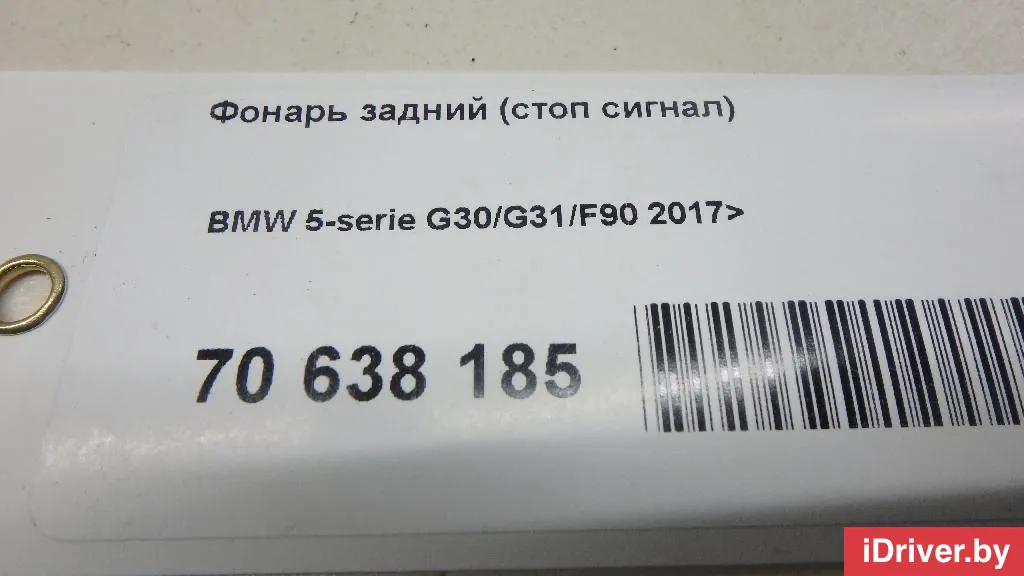 Фонарь задний (стоп сигнал)
BMW 5-serie G30/G31/F90 2017>
70 638 185
iDriver.by